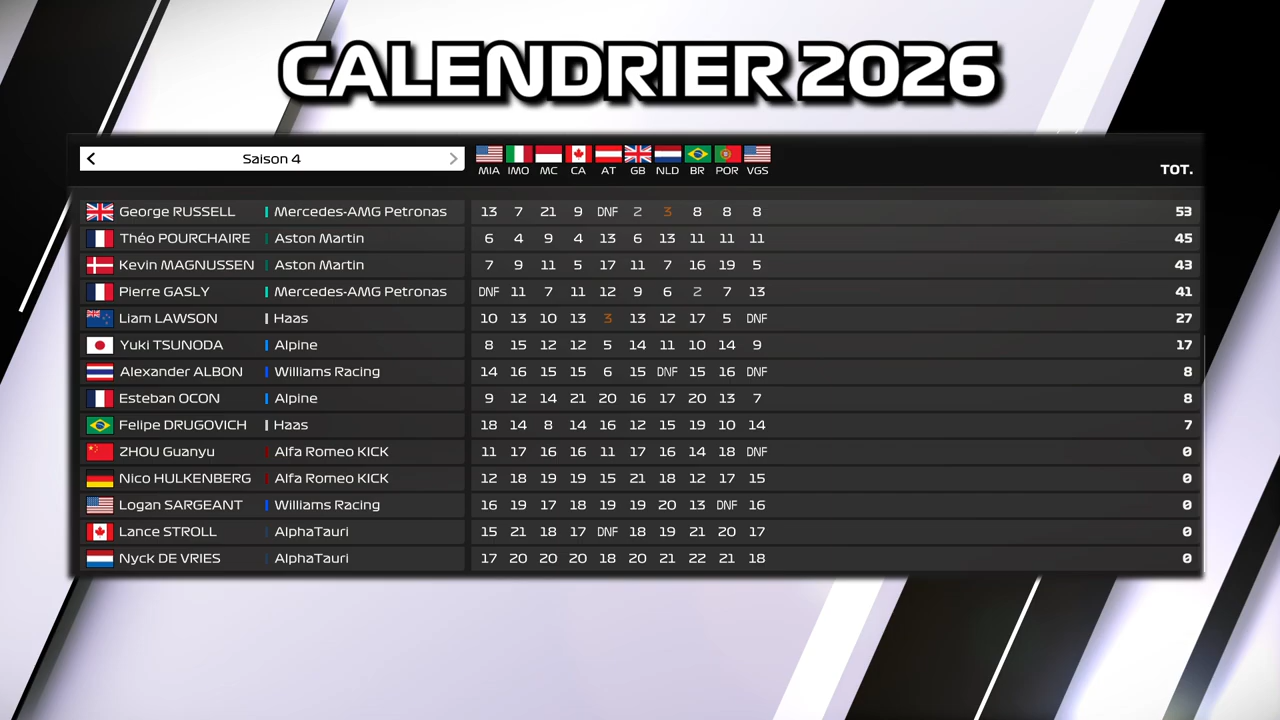 CALENDRIER 2026
Saison 4
MIA IMO MC CA AT GB NLD BR POR VGS TOT.
George RUSSELL Mercedes-AMG Petronas 13 7 21 9 DNF 2 3 8 8 8 53
Théo POURCHAIRE Aston Martin 6 4 9 4 13 6 13 11 11 11 45
Kevin MAGNUSSEN Aston Martin 7 9 11 5 17 11 7 16 19 5 43
Pierre GASLY Mercedes-AMG Petronas DNF 11 7 11 12 9 6 2 7 13 41
Liam LAWSON Haas 10 13 10 13 3 13 12 17 5 DNF 27
Yuki TSUNODA Alpine 8 15 12 12 5 14 11 10 14 9 17
Alexander ALBON Williams Racing 14 16 15 15 6 15 DNF 15 16 DNF 8
Esteban OCON Alpine 9 12 14 21 20 16 17 20 13 7 8
Felipe DRUGOVICH Haas 18 14 8 14 16 12 15 19 10 14 7
ZHOU Guanyu Alfa Romeo KICK 11 17 16 16 11 17 16 14 18 DNF 0
Nico HULKENBERG Alfa Romeo KICK 12 18 19 19 15 21 18 12 17 15 0
Logan SARGEANT Williams Racing 16 19 17 18 19 19 20 13 DNF 16 0
Lance STROLL AlphaTauri 15 21 18 17 DNF 18 19 21 20 17 0
Nyck DE VRIES AlphaTauri 17 20 20 20 18 20 21 22 21 18 0